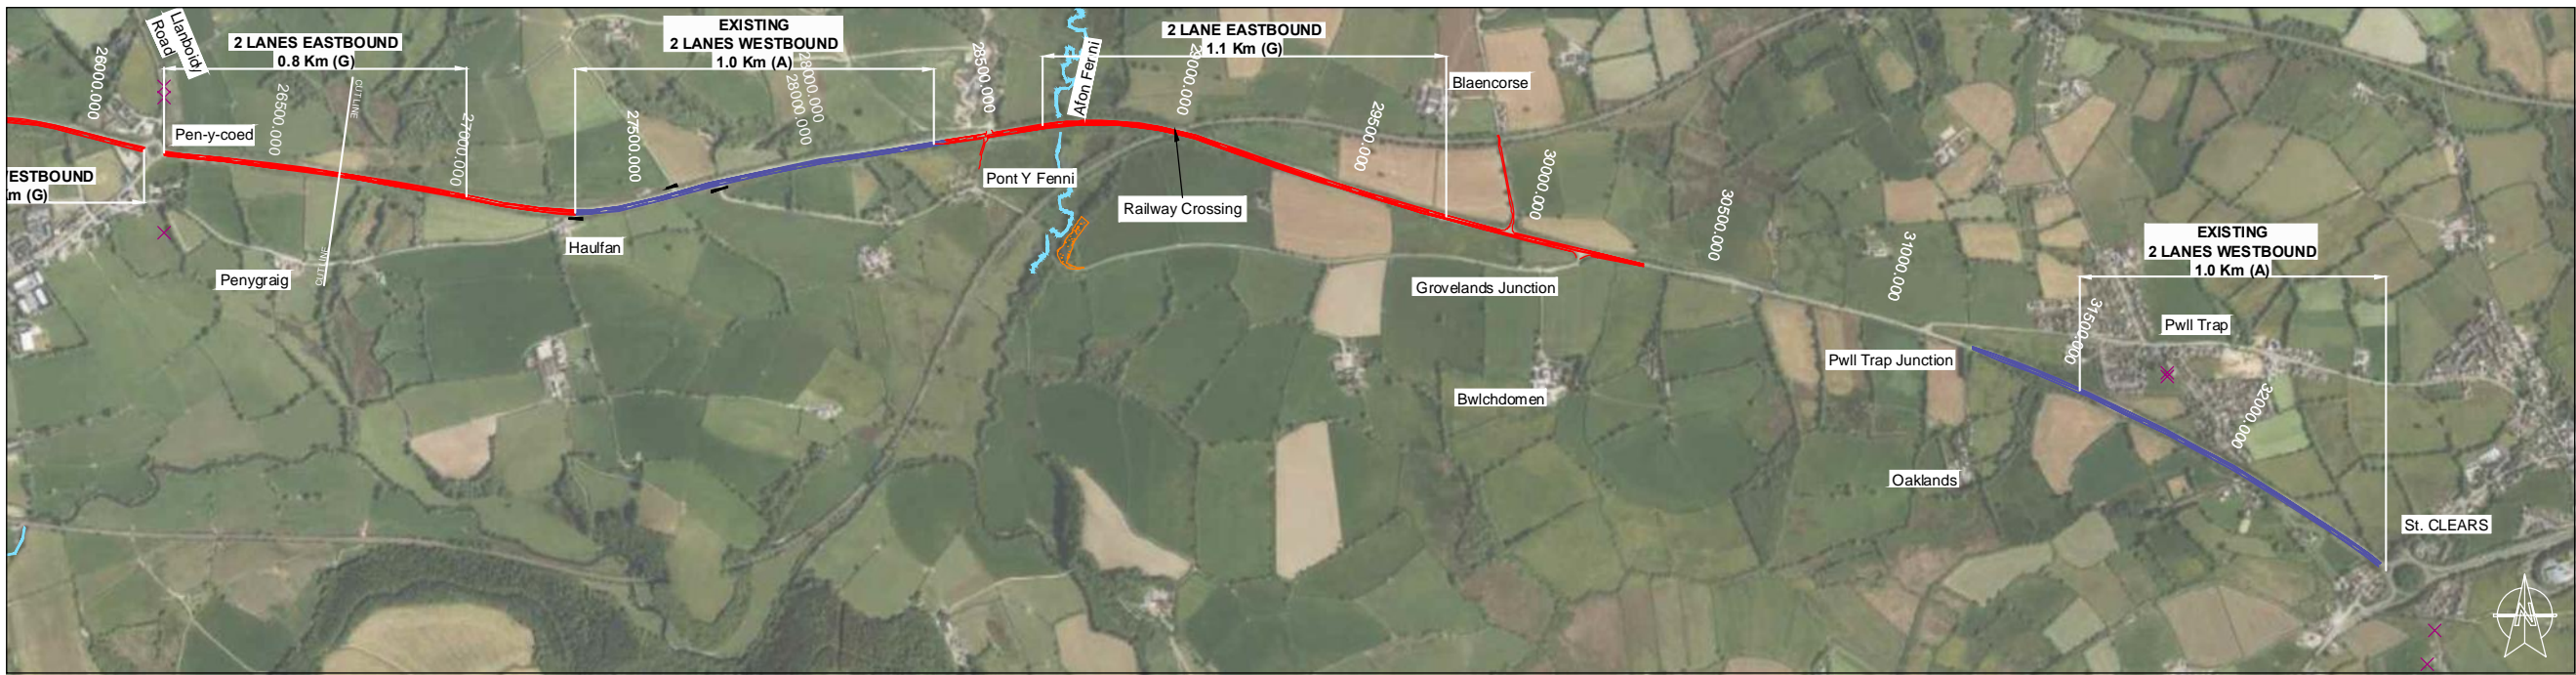 26000.000
Llanboidy
Road
2 LANES EASTBOUND
0.8 Km (G)
EXISTING
2 LANES WESTBOUND
1.0 Km (A)
2 LANE EASTBOUND
1.1 Km (G)
Pen-y-coed
26500.000
CUTLINE
CUTLINE
27000.000
27500.000
28000.000
28000.000
28500.000
Afon Fenni
29000.000
29500.000
Blaencorse
30000.000
ESTBOUND
m (G)
Penygraig
Haulfan
Pont Y Fenni
Railway Crossing
Grovelands Junction
30500.000
31000.000
EXISTING
2 LANES WESTBOUND
1.0 Km (A)
31500.000
Pwll Trap
Pwll Trap Junction
Bwlchdomen
32000.000
Oaklands
St. CLEARS
N